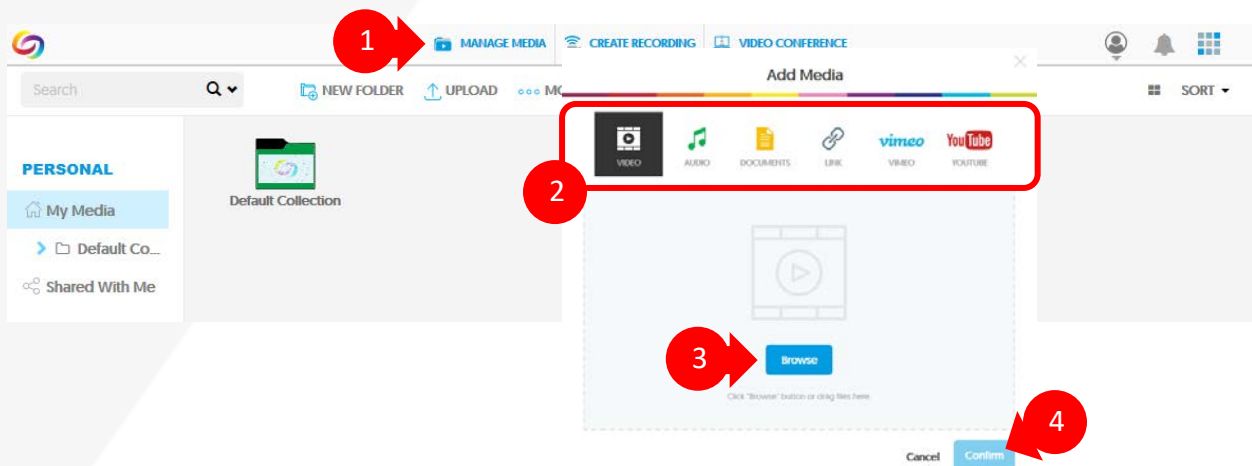 1
MANAGE MEDIA CREATE RECORDING VIDEO CONFERENCE
Search NEW FOLDER UPLOAD MO SORT
Add Media
VIDEO AUDIO DOCUMENTS LINK vimeo VIMEO YouTube YOUTUBE
2
PERSONAL
My Media
Default Co...
Shared With Me
Default Collection
3
Browse
Click "Browse" button or drag files here
4
Cancel Confirm